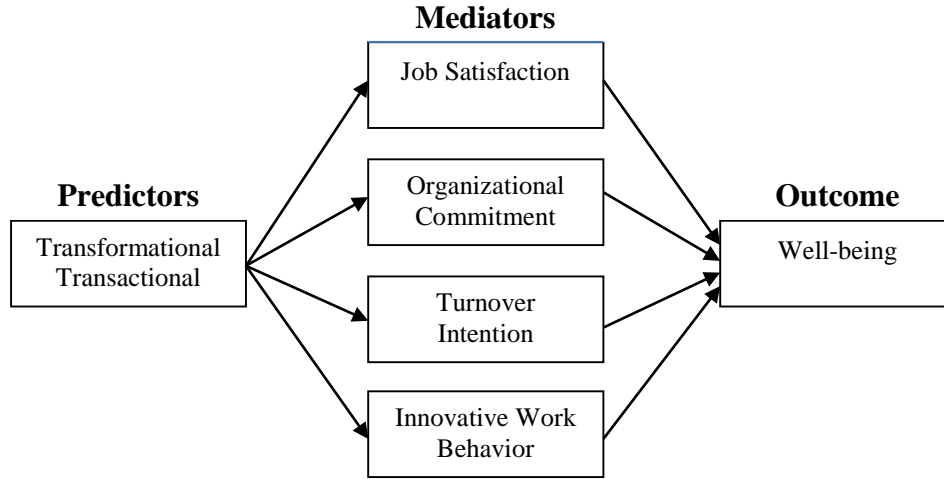 Mediators
Job Satisfaction
Organizational
Commitment
Predictors
Outcome
Transformational
Transactional
Well-being
Turnover
Intention
Innovative Work
Behavior